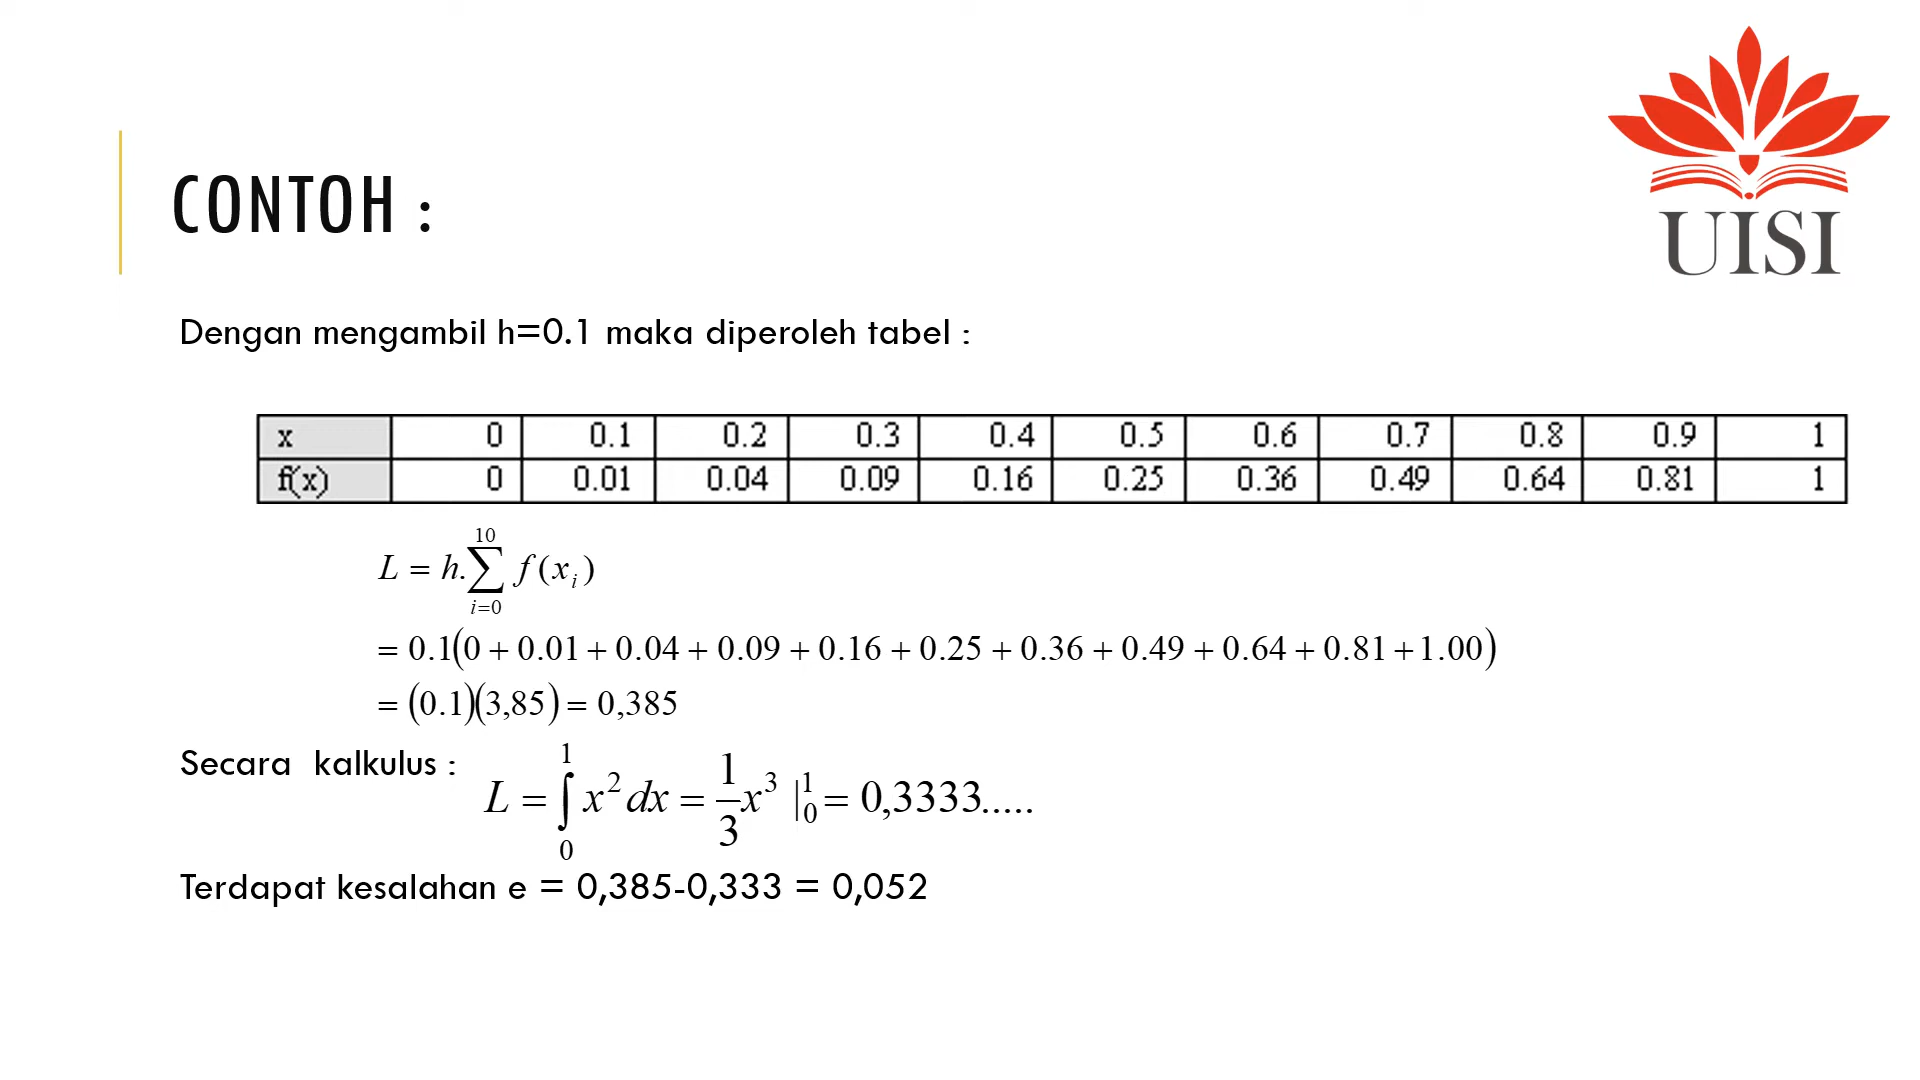 UISI
CONTOH :
Dengan mengambil h=0.1 maka diperoleh tabel :
x 0 0.1 0.2 0.3 0.4 0.5 0.6 0.7 0.8 0.9 1
f(x) 0 0.01 0.04 0.09 0.16 0.25 0.36 0.49 0.64 0.81 1
L = h.∑_{i=0}^{10} f(x_i)
= 0.1(0 + 0.01 + 0.04 + 0.09 + 0.16 + 0.25 + 0.36 + 0.49 + 0.64 + 0.81 + 1.00)
= (0.1)(3,85) = 0,385
Secara kalkulus : L = ∫_0^1 x^2 dx = 1/3 x^3 |_0^1 = 0,3333.....
Terdapat kesalahan e = 0,385-0,333 = 0,052